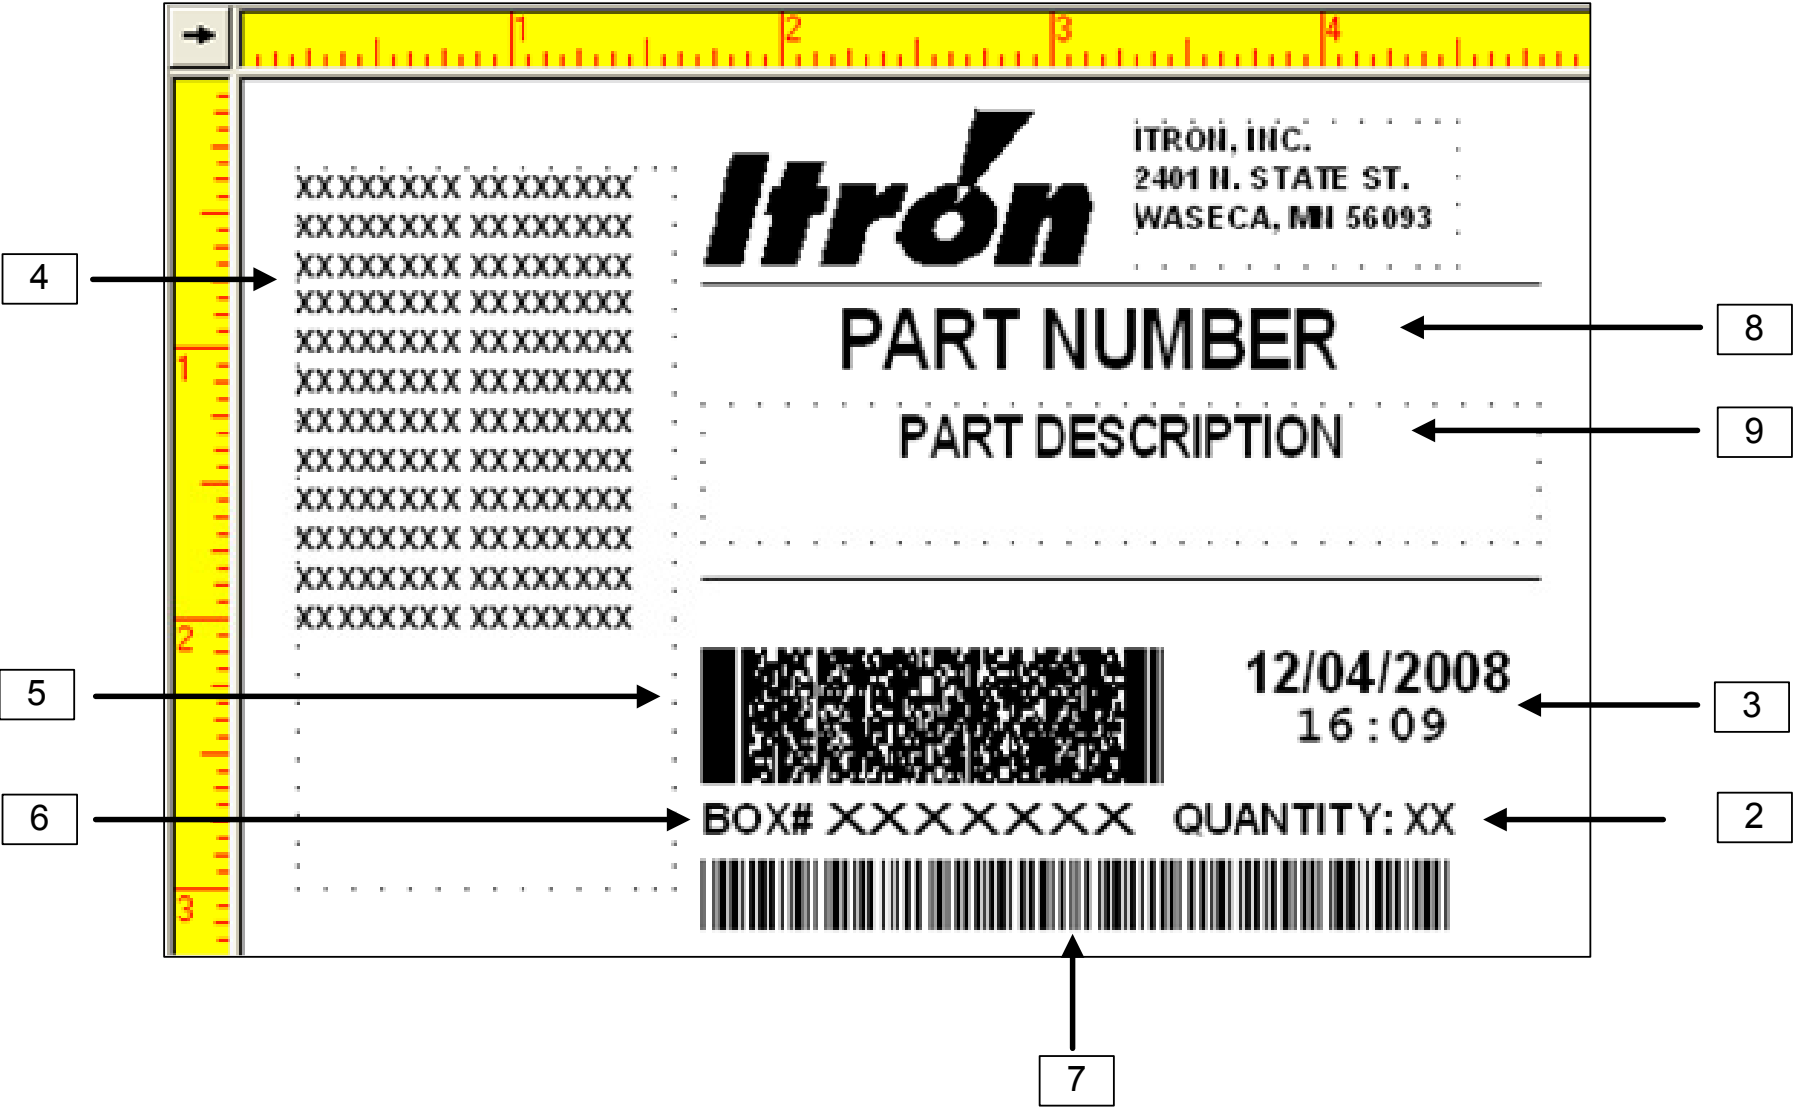 1 2 3 4
Itron
ITRON, INC.
2401 N. STATE ST.
WASECA, MN 56093
XXXXXXXX XXXXXXXX
XXXXXXXX XXXXXXXX
XXXXXXXX XXXXXXXX
XXXXXXXX XXXXXXXX
XXXXXXXX XXXXXXXX
XXXXXXXX XXXXXXXX
XXXXXXXX XXXXXXXX
XXXXXXXX XXXXXXXX
XXXXXXXX XXXXXXXX
XXXXXXXX XXXXXXXX
XXXXXXXX XXXXXXXX
XXXXXXXX XXXXXXXX
4
PART NUMBER
8
1
PART DESCRIPTION
9
2
5
12/04/2008
16:09
3
6
BOX# XXXXXXX QUANTITY: XX
2
3
7